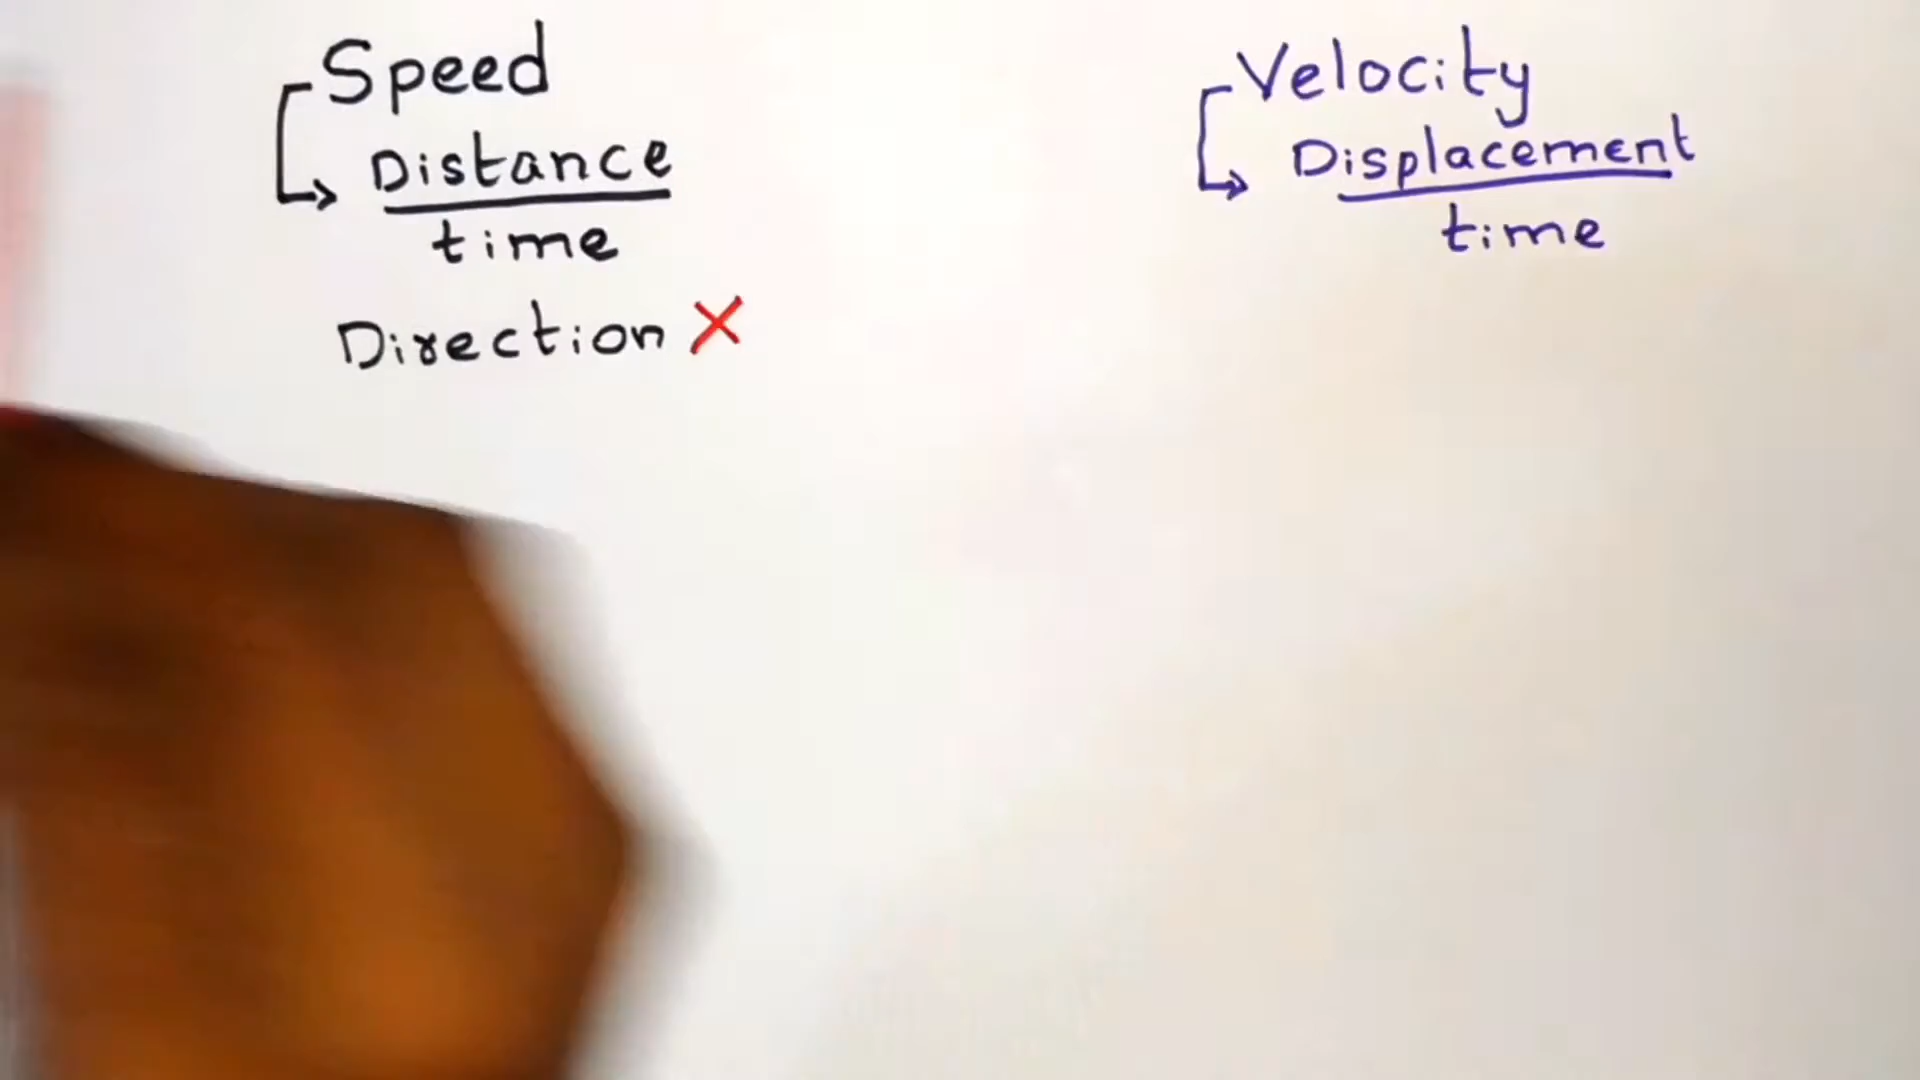 Speed
Distance
time
Direction ×
Velocity
Displacement
time